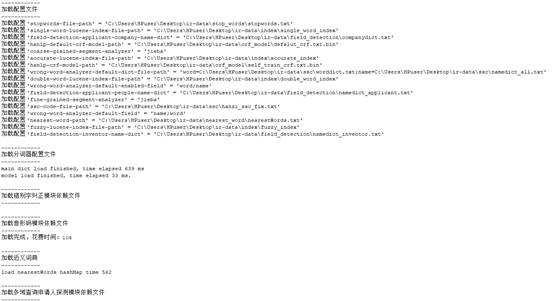 ------------
加载配置文件
------------
加载配置 'stopwords-file-path' = 'C:\Users\HPuser\Desktop\ir-data\stop_words\stopwords.txt'
加载配置 'single-word-lucene-index-path' = 'C:\Users\HPuser\Desktop\ir-data\index\single_word_index'
加载配置 'field-detection-applicant-company-name-dict' = 'C:\Users\HPuser\Desktop\ir-data\field_detection\companydict.txt'
加载配置 'hanlp-default-crf-model-path' = 'C:\Users\HPuser\Desktop\ir-data\crf_model\defalut_crf.txt.bin'
加载配置 'coarse-grained-segment-analyzer' = 'jieba'
加载配置 'accurate-lucene-index-file-path' = 'C:\Users\HPuser\Desktop\ir-data\index\accurate_index'
加载配置 'hanlp-crf-model-path' = 'C:\Users\HPuser\Desktop\ir-data\crf_model\self_train_crf.txt.bin'
加载配置 'wrong-word-analyzer-default-dict-file-path' = 'word=C:\Users\HPuser\Desktop\ir-data\sec\worddict.txt;name=C:\Users\HPuser\Desktop\ir-data\sec\namedict_all.txt'
加载配置 'double-word-lucene-index-path' = 'C:\Users\HPuser\Desktop\ir-data\index\double_word_index'
加载配置 'wrong-word-analyzer-default-enabled-field' = 'word/name'
加载配置 'field-detection-applicant-people-name-dict' = 'C:\Users\HPuser\Desktop\ir-data\field_detection\namedict_applicant.txt'
加载配置 'fine-grained-segment-analyzer' = 'jieba'
加载配置 'sec-code-file-path' = 'C:\Users\HPuser\Desktop\ir-data\sec\hanzi_sec_fix.txt'
加载配置 'wrong-word-analyzer-default-field' = 'name/word'
加载配置 'nearest-word-path' = 'C:\Users\HPuser\Desktop\ir-data\nearest_word\nearestWords.txt'
加载配置 'fuzzy-lucene-index-file-path' = 'C:\Users\HPuser\Desktop\ir-data\index\fuzzy_index'
加载配置 'field-detection-inventor-name-dict' = 'C:\Users\HPuser\Desktop\ir-data\field_detection\namedict_inventor.txt'
------------
加载分词器配置文件
------------
main dict load finished, time elapsed 639 ms
model load finished, time elapsed 33 ms.
------------
加载错别字纠正模块依赖文件
------------
------------
加载音形码模块依赖文件
------------
加载完成，花费时间：104
------------
加载近义词典
------------
load nearestWords hashMap time 562
------------
加载多域查询申请人探测模块依赖文件
------------